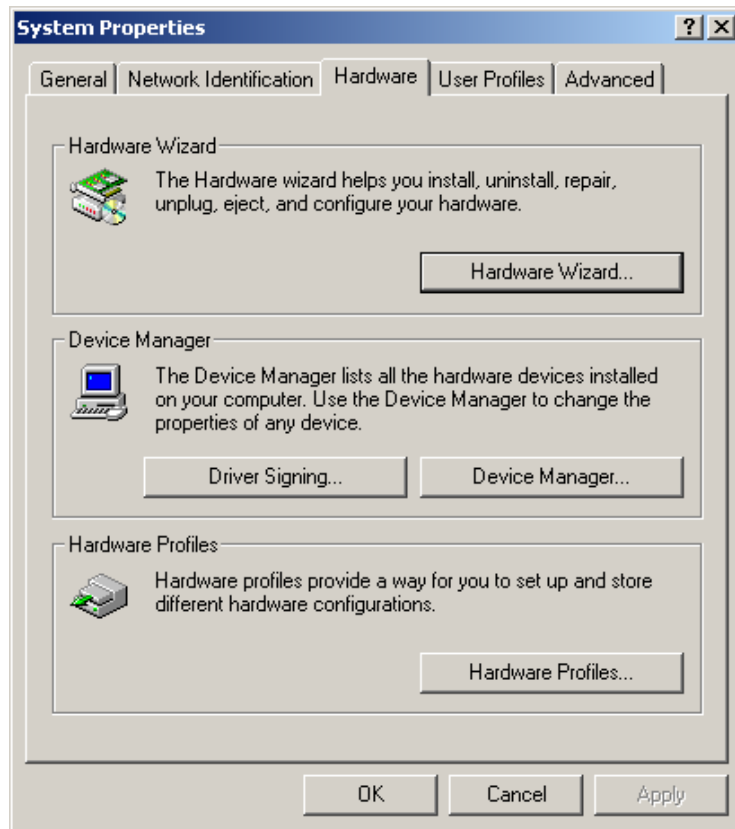 System Properties
General Network Identification Hardware User Profiles Advanced
Hardware Wizard
The Hardware wizard helps you install, uninstall, repair,
unplug, eject, and configure your hardware.
Hardware Wizard...
Device Manager
The Device Manager lists all the hardware devices installed
on your computer. Use the Device Manager to change the
properties of any device.
Driver Signing... Device Manager...
Hardware Profiles
Hardware profiles provide a way for you to set up and store
different hardware configurations.
Hardware Profiles...
OK Cancel Apply